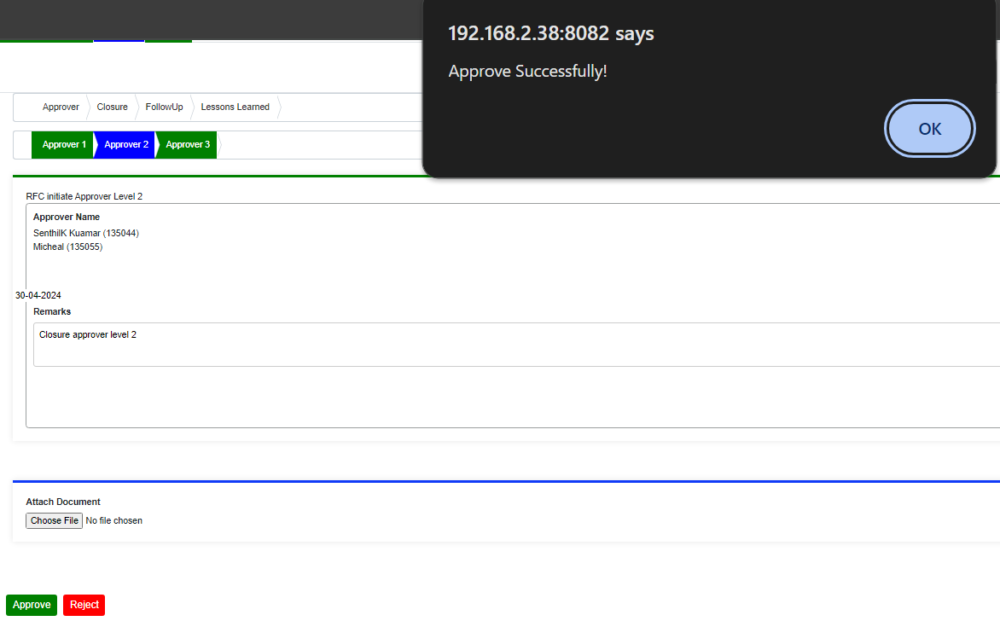 192.168.2.38:8082 says
Approve Successfully!
OK
Approver Closure FollowUp Lessons Learned
Approver 1 Approver 2 Approver 3
RFC initiate Approver Level 2
Approver Name
SenthilK Kuamar (135044)
Micheal (135055)
30-04-2024
Remarks
Closure approver level 2
Attach Document
Choose File No file chosen
Approve Reject